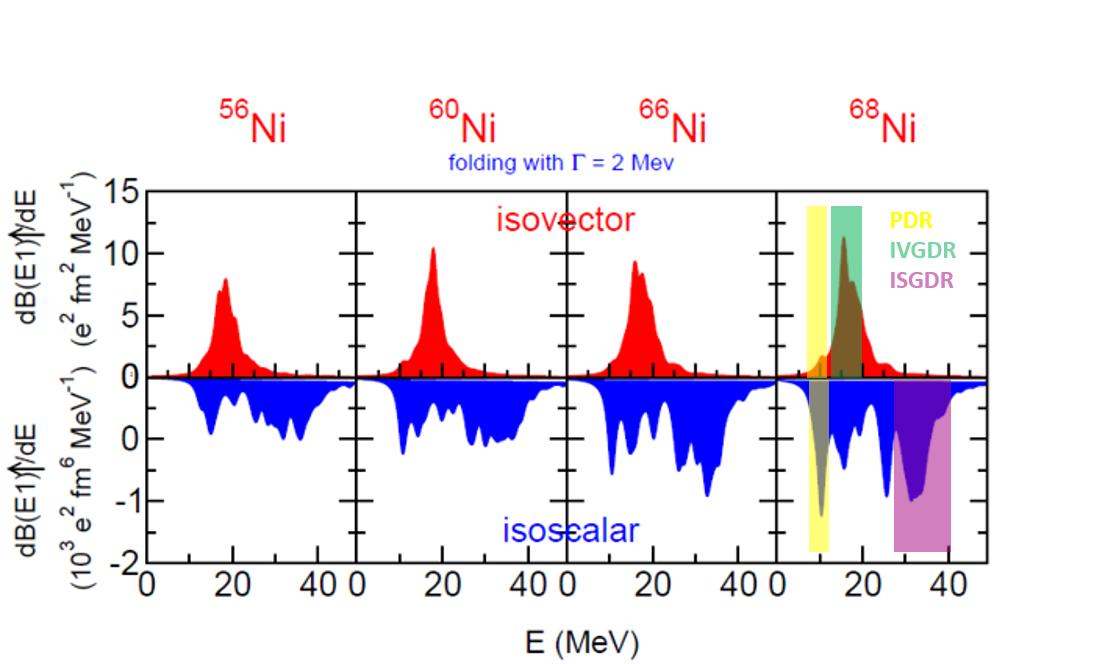 56Ni 60Ni 66Ni 68Ni
folding with Γ = 2 Mev
dB(E1)↑/dE
(e2 fm2 MeV-1)
15
10
5
0
isovector
PDR
IVGDR
ISGDR
dB(E1)↑/dE
(103 e2 fm6 MeV-1)
0
-1
-2
isoscalar
0 20 40 0 20 40 0 20 40 0 20 40
E (MeV)